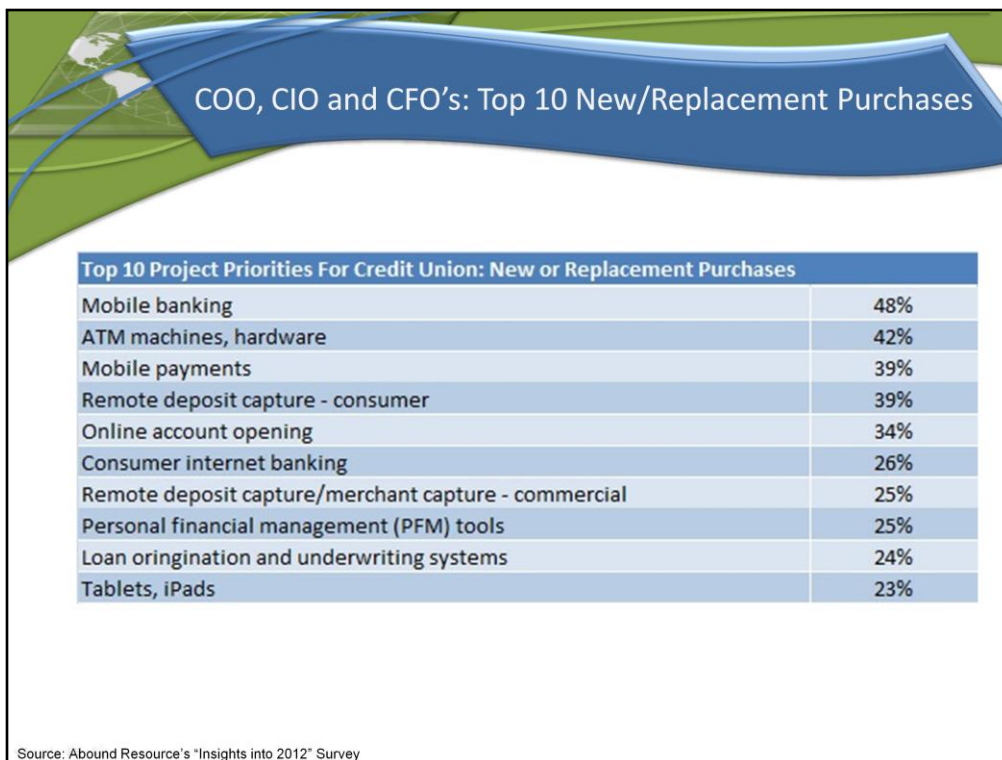 COO, CIO and CFO's: Top 10 New/Replacement Purchases
Top 10 Project Priorities For Credit Union: New or Replacement Purchases
Mobile banking 48%
ATM machines, hardware 42%
Mobile payments 39%
Remote deposit capture - consumer 39%
Online account opening 34%
Consumer internet banking 26%
Remote deposit capture/merchant capture - commercial 25%
Personal financial management (PFM) tools 25%
Loan oringination and underwriting systems 24%
Tablets, iPads 23%
Source: Abound Resource's "Insights into 2012" Survey